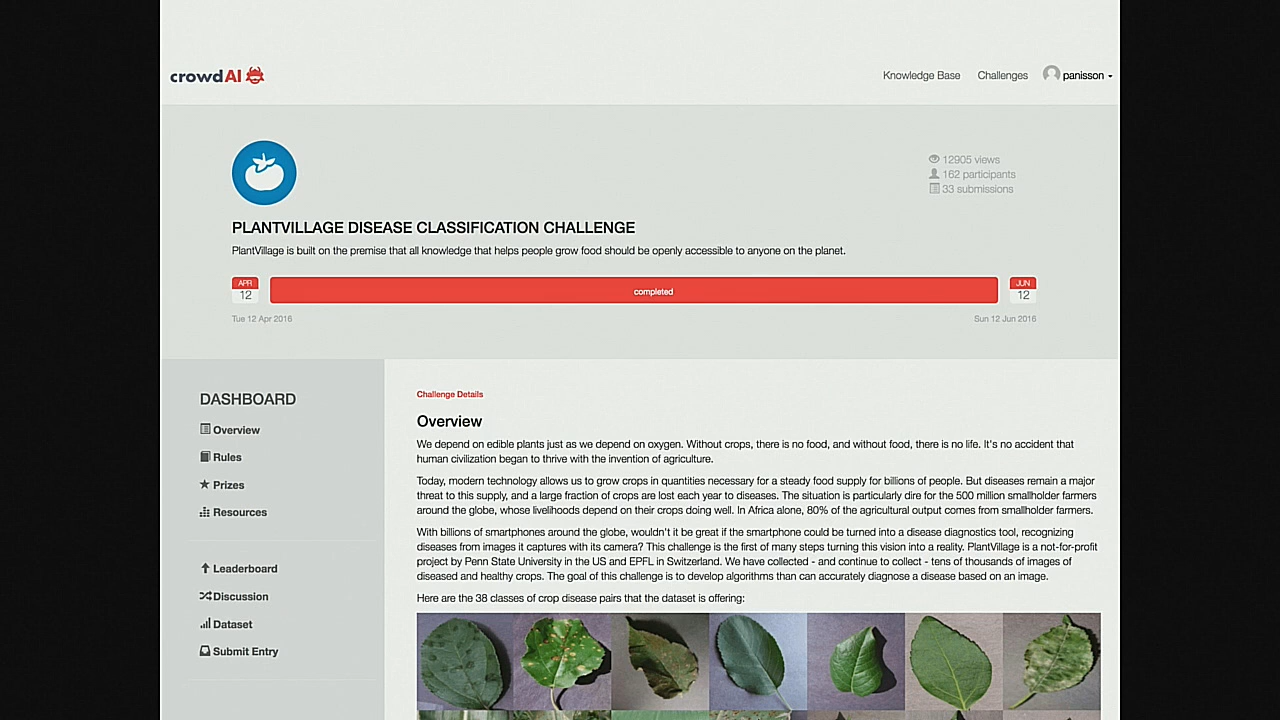 crowdAI
Knowledge Base Challenges panisson
12905 views
162 participants
33 submissions
PLANTVILLAGE DISEASE CLASSIFICATION CHALLENGE
PlantVillage is built on the premise that all knowledge that helps people grow food should be openly accessible to anyone on the planet.
APR
12
completed
JUN
12
Tue 12 Apr 2016
Sun 12 Jun 2016
DASHBOARD
Overview
Rules
Prizes
Resources
Leaderboard
Discussion
Dataset
Submit Entry
Challenge Details
Overview
We depend on edible plants just as we depend on oxygen. Without crops, there is no food, and without food, there is no life. It's no accident that
human civilization began to thrive with the invention of agriculture.
Today, modern technology allows us to grow crops in quantities necessary for a steady food supply for billions of people. But diseases remain a major
threat to this supply, and a large fraction of crops are lost each year to diseases. The situation is particularly dire for the 500 million smallholder farmers
around the globe, whose livelihoods depend on their crops doing well. In Africa alone, 80% of the agricultural output comes from smallholder farmers.
With billions of smartphones around the globe, wouldn't it be great if the smartphone could be turned into a disease diagnostics tool, recognizing
diseases from images it captures with its camera? This challenge is the first of many steps turning this vision into a reality. PlantVillage is a not-for-profit
project by Penn State University in the US and EPFL in Switzerland. We have collected - and continue to collect - tens of thousands of images of
diseased and healthy crops. The goal of this challenge is to develop algorithms than can accurately diagnose a disease based on an image.
Here are the 38 classes of crop disease pairs that the dataset is offering: